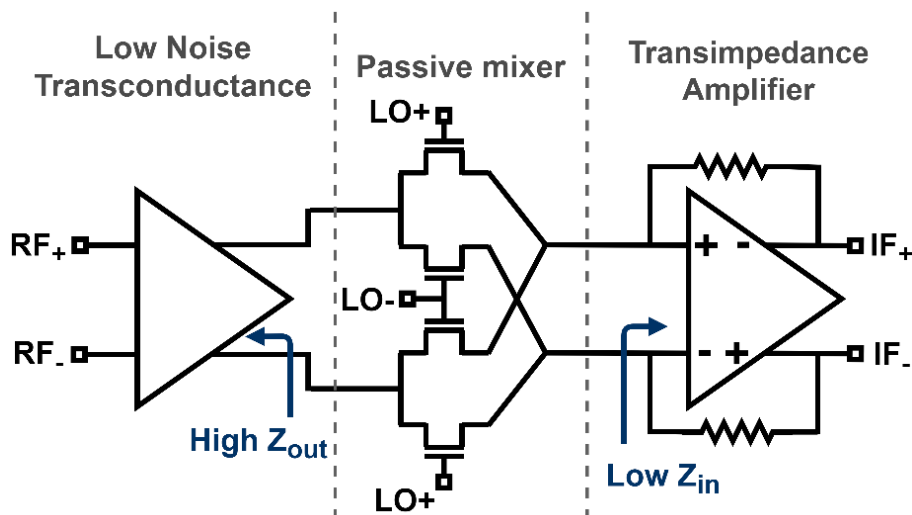 Low Noise
Transconductance
Passive mixer
Transimpedance
Amplifier
LO+
RF+
RF-
LO-
+ -
- +
IF+
IF-
High Zout
Low Zin
LO+